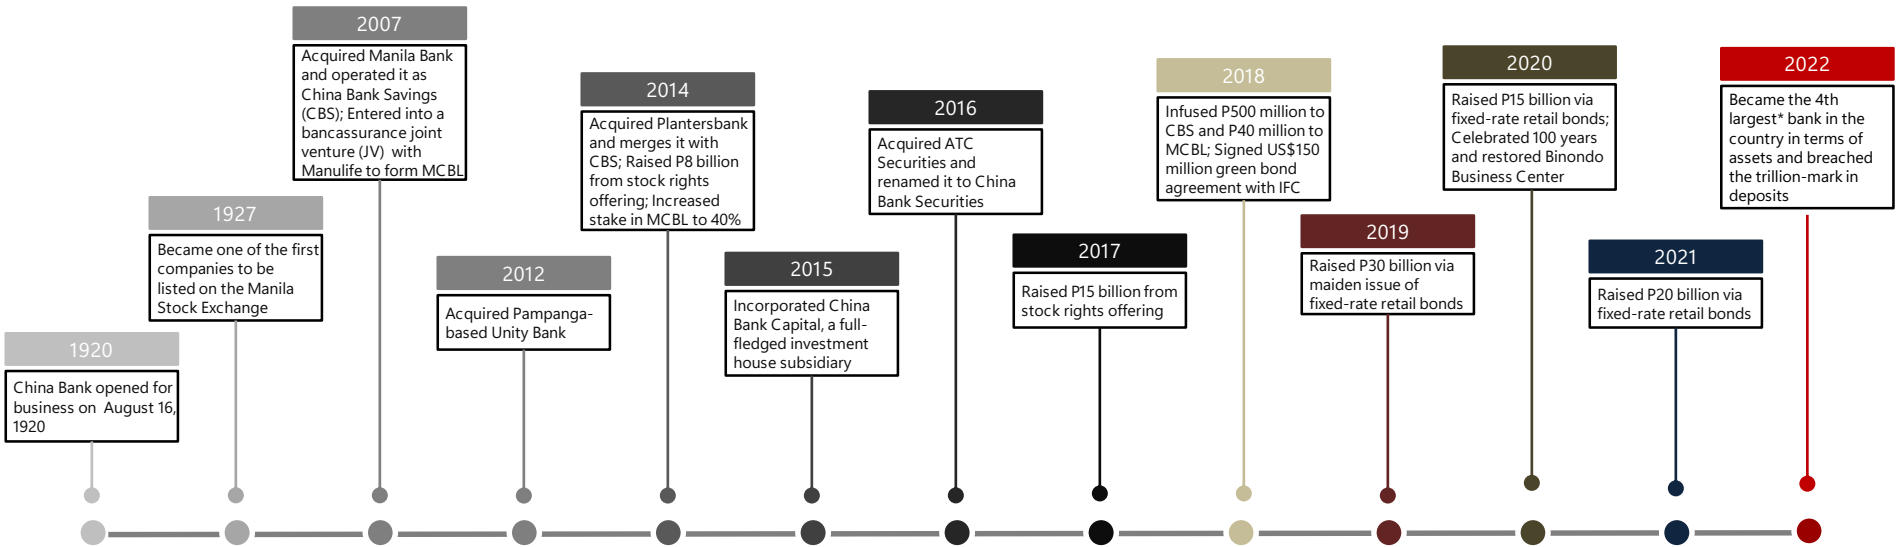 1920
China Bank opened for
business on August 16,
1920
1927
Became one of the first
companies to be
listed on the Manila
Stock Exchange
2007
Acquired Manila Bank
and operated it as
China Bank Savings
(CBS); Entered into a
bancassurance joint
venture (JV) with
Manulife to form MCBL
2012
Acquired Pampanga-
based Unity Bank
2014
Acquired Plantersbank
and merges it with
CBS; Raised P8 billion
from stock rights
offering; Increased
stake in MCBL to 40%
2015
Incorporated China
Bank Capital, a full-
fledged investment
house subsidiary
2016
Acquired ATC
Securities and
renamed it to China
Bank Securities
2017
Raised P15 billion from
stock rights offering
2018
Infused P500 million to
CBS and P40 million to
MCBL; Signed US$150
million green bond
agreement with IFC
2019
Raised P30 billion via
maiden issue of
fixed-rate retail bonds
2020
Raised P15 billion via
fixed-rate retail bonds;
Celebrated 100 years
and restored Binondo
Business Center
2021
Raised P20 billion via
fixed-rate retail bonds
2022
Became the 4th
largest* bank in the
country in terms of
assets and breached
the trillion-mark in
deposits